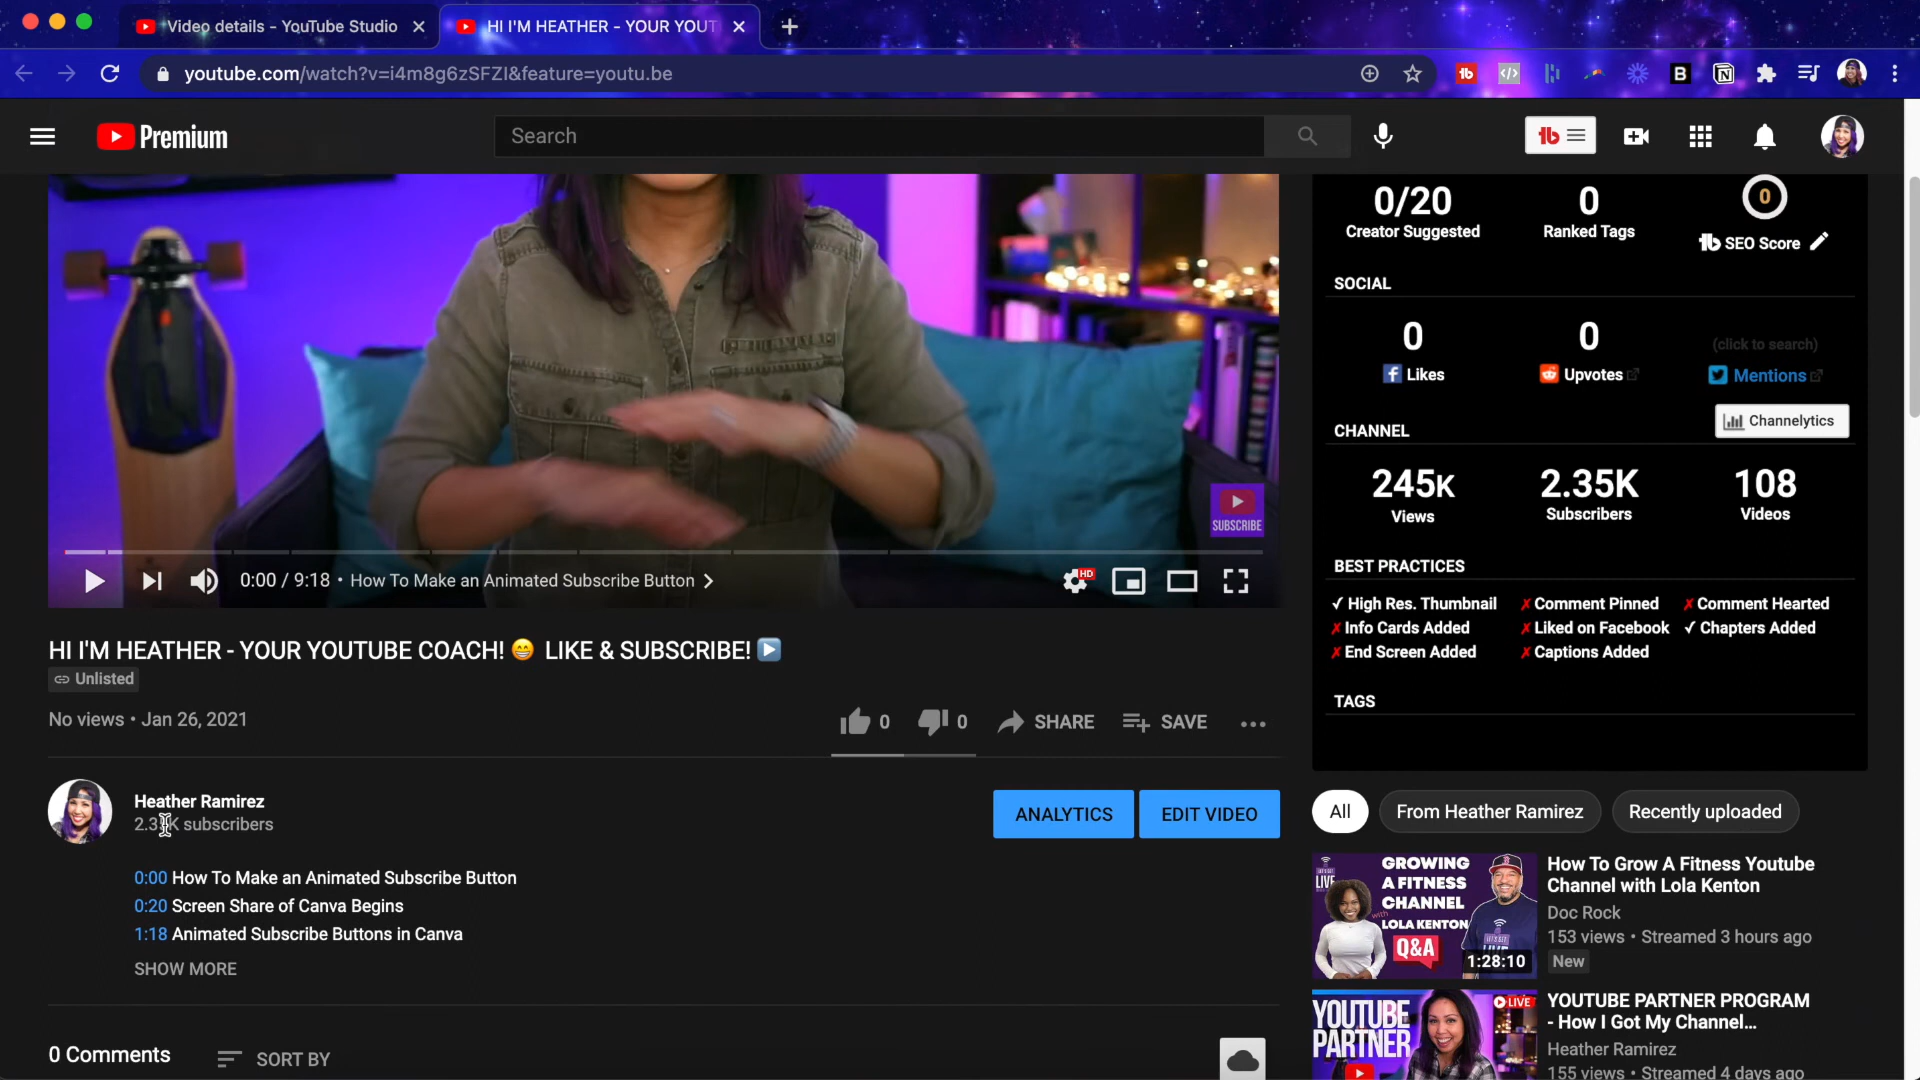 Video details - YouTube Studio
HI I'M HEATHER - YOUR YOUT
youtube.com/watch?v=i4m8g6zSFZI&feature=youtu.be
Premium
Search
0/20
Creator Suggested
0
Ranked Tags
0
SEO Score
SOCIAL
0
Likes
0
Upvotes
(click to search)
Mentions
CHANNEL
Channelytics
245K
Views
2.35K
Subscribers
108
Videos
BEST PRACTICES
✓ High Res. Thumbnail
✗ Comment Pinned
✗ Comment Hearted
✗ Info Cards Added
✗ Liked on Facebook
✓ Chapters Added
✗ End Screen Added
✗ Captions Added
TAGS
SUBSCRIBE
0:00 / 9:18 • How To Make an Animated Subscribe Button
HD
HI I'M HEATHER - YOUR YOUTUBE COACH! 😁 LIKE & SUBSCRIBE! ▶️
Unlisted
No views • Jan 26, 2021
0
0
SHARE
SAVE
Heather Ramirez
subscribers
ANALYTICS
EDIT VIDEO
0:00 How To Make an Animated Subscribe Button
0:20 Screen Share of Canva Begins
1:18 Animated Subscribe Buttons in Canva
SHOW MORE
0 Comments
SORT BY
All
From Heather Ramirez
Recently uploaded
LIVE
GROWING
A FITNESS
CHANNEL
with
LOLA KENTON
Q&A
1:28:10
How To Grow A Fitness Youtube
Channel with Lola Kenton
Doc Rock
153 views • Streamed 3 hours ago
New
YOUTUBE
PARTNER
LIVE
YOUTUBE PARTNER PROGRAM
- How I Got My Channel...
Heather Ramirez
155 views • Streamed 4 days ago